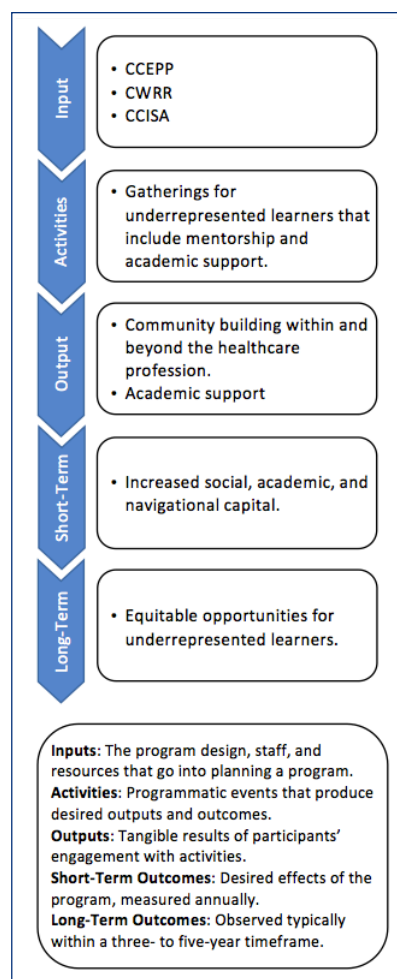 Input
• CCEPP
• CWRR
• CCISA
Activities
• Gatherings for
underrepresented learners that
include mentorship and
academic support.
Output
• Community building within and
beyond the healthcare
profession.
• Academic support
Short-Term
• Increased social, academic, and
navigational capital.
Long-Term
• Equitable opportunities for
underrepresented learners.
Inputs: The program design, staff, and
resources that go into planning a program.
Activities: Programmatic events that produce
desired outputs and outcomes.
Outputs: Tangible results of participants’
engagement with activities.
Short-Term Outcomes: Desired effects of the
program, measured annually.
Long-Term Outcomes: Observed typically
within a three- to five-year timeframe.